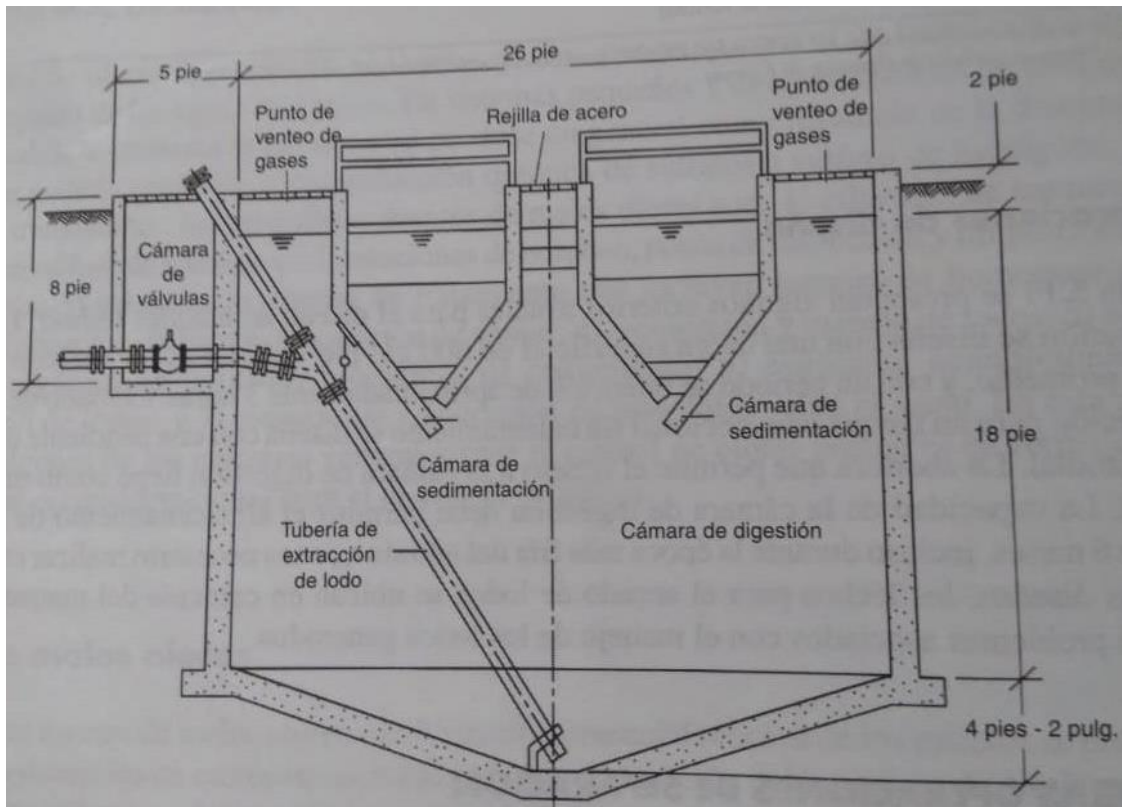 26 pie
5 pie
2 pie
Punto de
venteo de
gases
Rejilla de acero
Punto de
venteo de
gases
Cámara
de
válvulas
8 pie
Cámara de
sedimentación
18 pie
Cámara de
sedimentación
Tubería de
extracción
de lodo
Cámara de digestión
4 pies - 2 pulg.